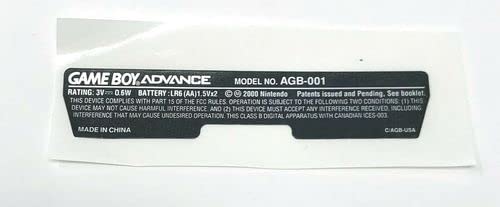 GAME BOY ADVANCE MODEL NO. AGB-001
RATING: 3V⎓0.6W BATTERY:LR6 (AA)1.5Vx2 ©Ⓜ 2000 Nintendo Patents issued and Pending, See booklet.
THIS DEVICE COMPLIES WITH PART 15 OF THE FCC RULES. OPERATION IS SUBJECT TO THE FOLLOWING TWO CONDITIONS: (1) THIS
DEVICE MAY NOT CAUSE HARMFUL INTERFERENCE. AND (2) THIS DEVICE MUST ACCEPT ANY INTERFERENCE RECEIVED, INCLUDING
INTERFERENCE THAT MAY CAUSE UNDESIRED OPERATION. THIS CLASS B DIGITAL APPARATUS WITH CANADIAN ICES-003.
MADE IN CHINA C/AGB-USA